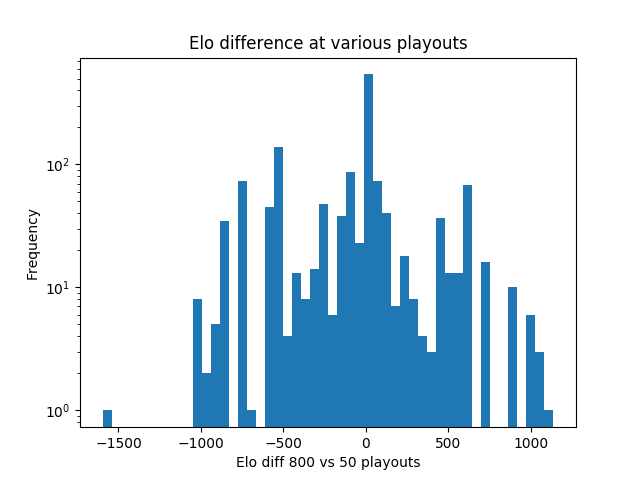 Elo difference at various playouts
Frequency
10²
10¹
10⁰
−1500 −1000 −500 0 500 1000
Elo diff 800 vs 50 playouts